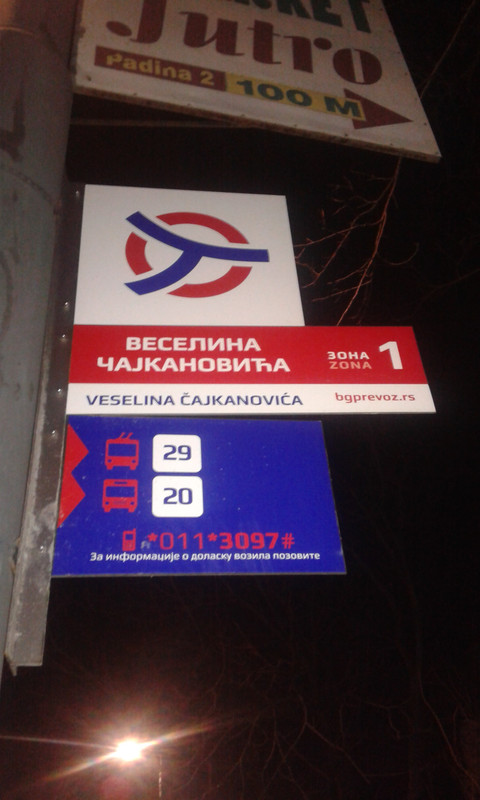 Jutro
Padina 2 100 M
ВЕСЕЛИНА
ЧАЈКАНОВИЋА
ЗОНА
ZONA
1
VESELINA ČAJKANOVIĆA
bgprevoz.rs
29
20
*011*3097#
За информације о доласку возила позовите